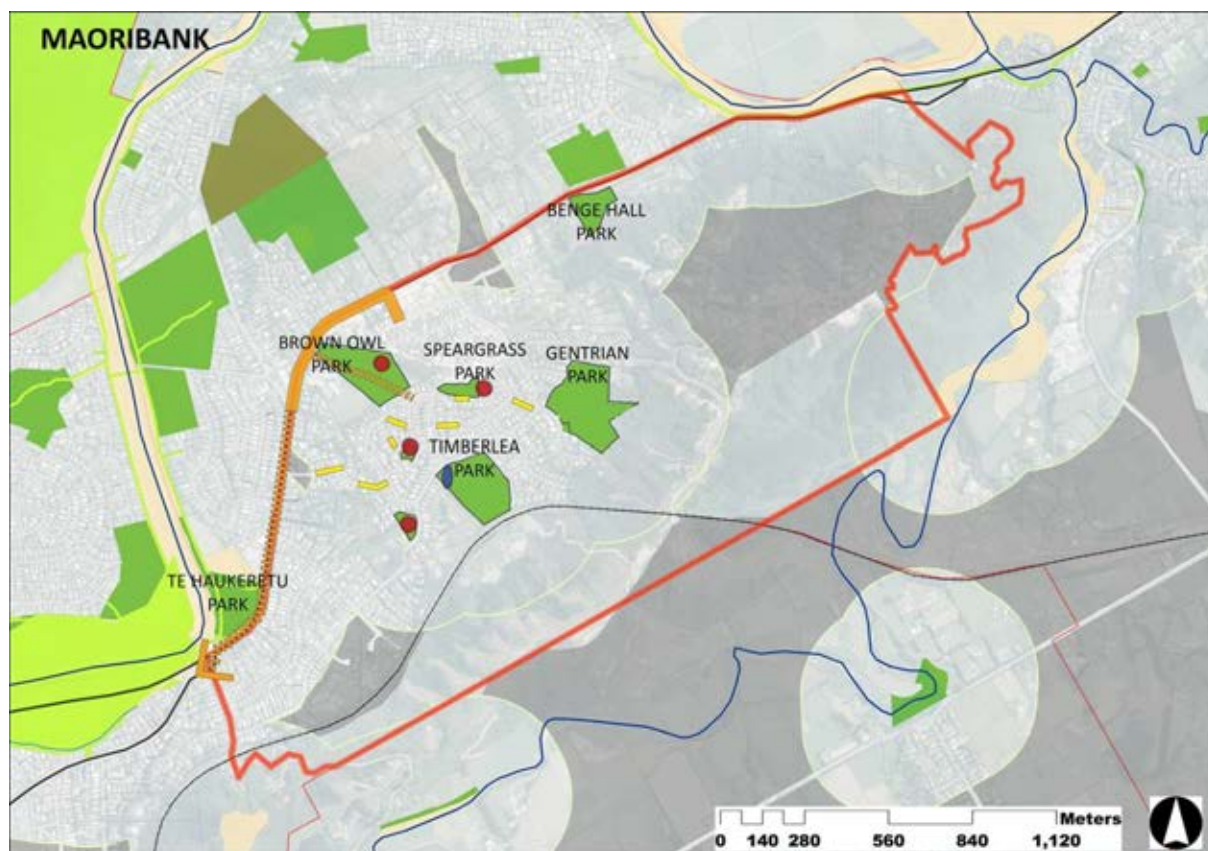 MAORIBANK
BENGE HALL
PARK
BROWN OWL
PARK
SPEARGRASS
PARK
GENTRIAN
PARK
TIMBERLEA
PARK
TE HAUKERETU
PARK
Meters
0 140 280 560 840 1,120